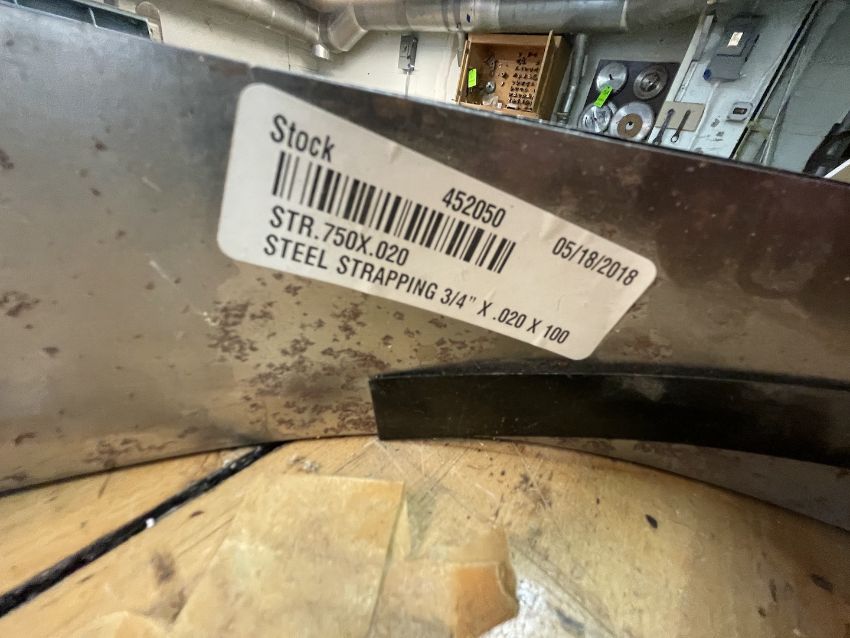 Stock
452050
STR.750X.020
05/18/2018
STEEL STRAPPING 3/4" X .020 X 100